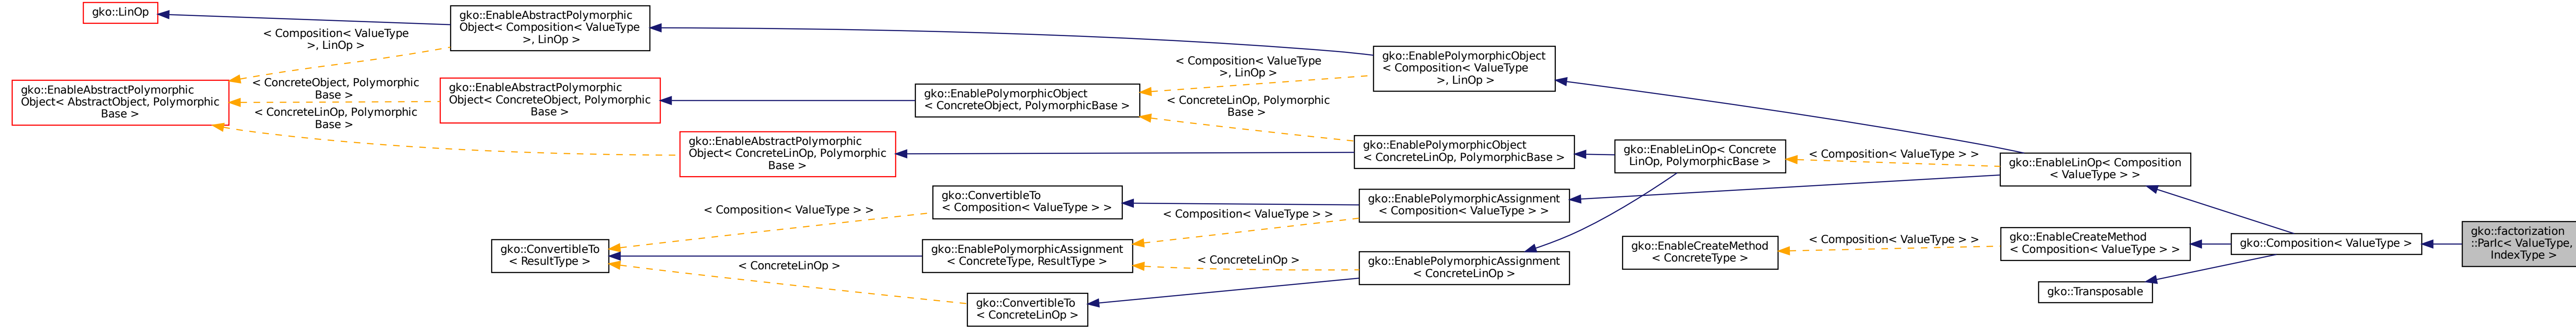 gko::LinOp
< Composition< ValueType
>, LinOp >
gko::EnableAbstractPolymorphic
Object< Composition< ValueType
>, LinOp >
gko::EnableAbstractPolymorphic
Object< AbstractObject, Polymorphic
Base >
< ConcreteObject, Polymorphic
Base >
< ConcreteLinOp, Polymorphic
Base >
gko::EnableAbstractPolymorphic
Object< ConcreteObject, Polymorphic
Base >
gko::EnableAbstractPolymorphic
Object< ConcreteLinOp, Polymorphic
Base >
gko::EnablePolymorphicObject
< ConcreteObject, PolymorphicBase >
< Composition< ValueType
>, LinOp >
< ConcreteLinOp, Polymorphic
Base >
gko::EnablePolymorphicObject
< Composition< ValueType
>, LinOp >
gko::EnablePolymorphicObject
< ConcreteLinOp, PolymorphicBase >
gko::EnableLinOp< Concrete
LinOp, PolymorphicBase >
< Composition< ValueType > >
gko::EnableLinOp< Composition
< ValueType > >
gko::ConvertibleTo
< ResultType >
< Composition< ValueType > >
< ConcreteLinOp >
gko::ConvertibleTo
< Composition< ValueType > >
gko::EnablePolymorphicAssignment
< ConcreteType, ResultType >
gko::ConvertibleTo
< ConcreteLinOp >
< Composition< ValueType > >
< ConcreteLinOp >
gko::EnablePolymorphicAssignment
< Composition< ValueType > >
gko::EnablePolymorphicAssignment
< ConcreteLinOp >
gko::EnableCreateMethod
< ConcreteType >
< Composition< ValueType > >
gko::EnableCreateMethod
< Composition< ValueType > >
gko::Transposable
gko::Composition< ValueType >
gko::factorization
::ParIc< ValueType,
IndexType >